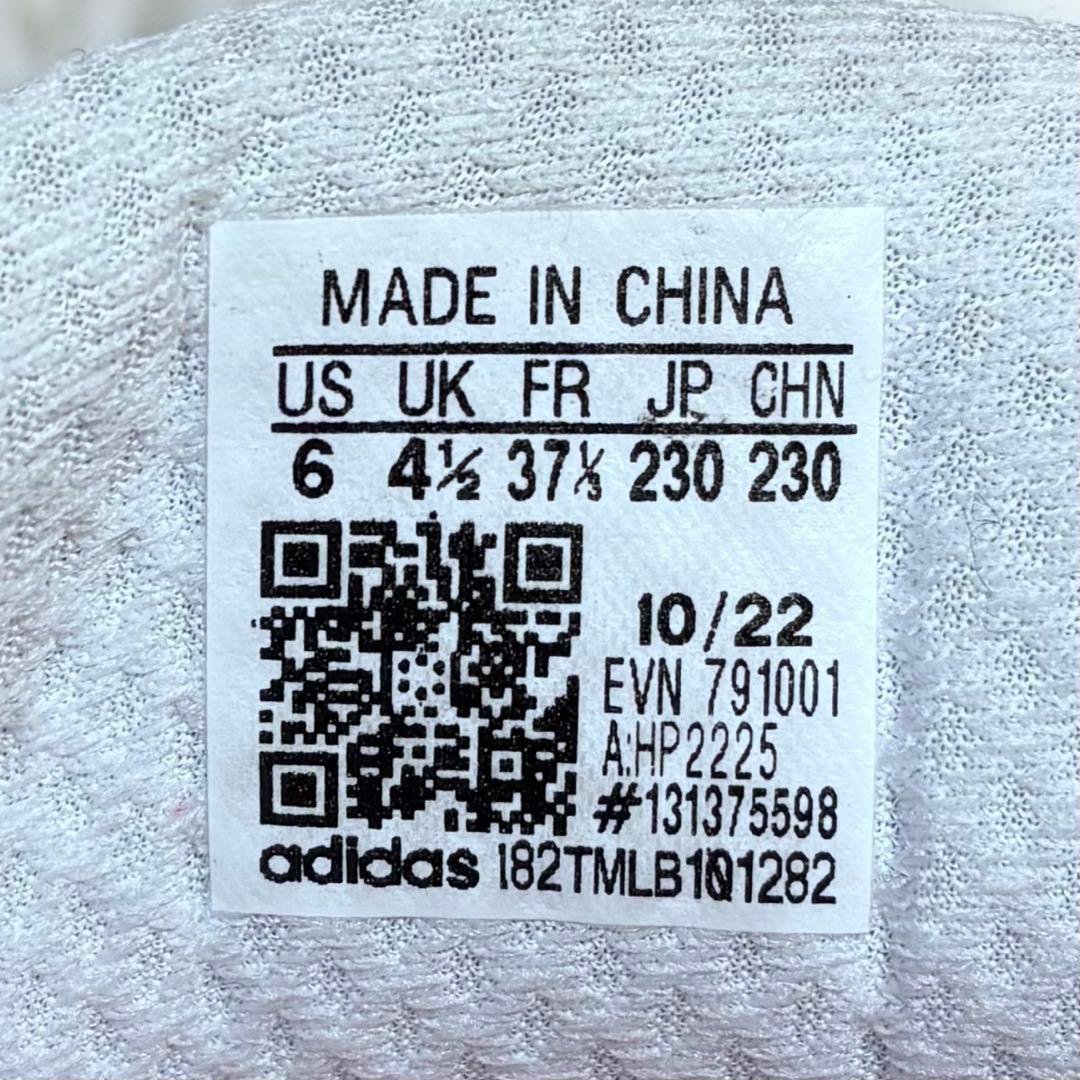 MADE IN CHINA
US UK FR JP CHN
6 4½ 37⅓ 230 230
10/22
EVN 791001
A:HP2225
#131375598
adidas 182TMLB101282